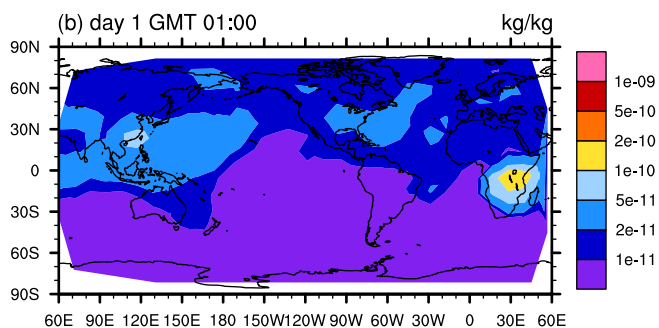 (b) day 1 GMT 01:00 kg/kg
90N
60N
30N
0
30S
60S
90S
60E 90E 120E 150E 180 150W 120W 90W 60W 30W 0 30E 60E
1e-09
5e-10
2e-10
1e-10
5e-11
2e-11
1e-11